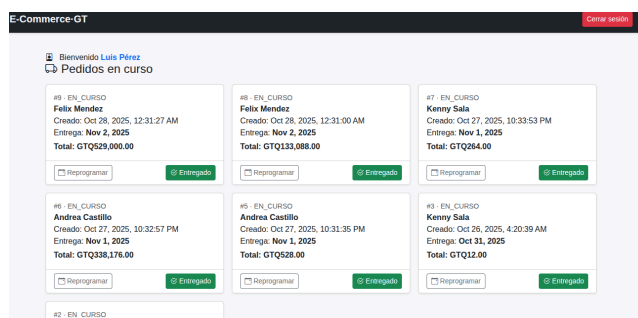 E-Commerce-GT
Cerrar sesión
Bienvenido Luis Pérez
Pedidos en curso
#9 · EN_CURSO
Felix Mendez
Creado: Oct 28, 2025, 12:31:27 AM
Entrega: Nov 2, 2025
Total: GTQ529,000.00
Reprogramar
Entregado
#8 · EN_CURSO
Felix Mendez
Creado: Oct 28, 2025, 12:31:00 AM
Entrega: Nov 2, 2025
Total: GTQ133,088.00
Reprogramar
Entregado
#7 · EN_CURSO
Kenny Sala
Creado: Oct 27, 2025, 10:33:53 PM
Entrega: Nov 1, 2025
Total: GTQ264.00
Reprogramar
Entregado
#6 · EN_CURSO
Andrea Castillo
Creado: Oct 27, 2025, 10:32:57 PM
Entrega: Nov 1, 2025
Total: GTQ338,176.00
Reprogramar
Entregado
#5 · EN_CURSO
Andrea Castillo
Creado: Oct 27, 2025, 10:31:35 PM
Entrega: Nov 1, 2025
Total: GTQ528.00
Reprogramar
Entregado
#3 · EN_CURSO
Kenny Sala
Creado: Oct 26, 2025, 4:20:39 AM
Entrega: Oct 31, 2025
Total: GTQ12.00
Reprogramar
Entregado
#2 · EN_CURSO